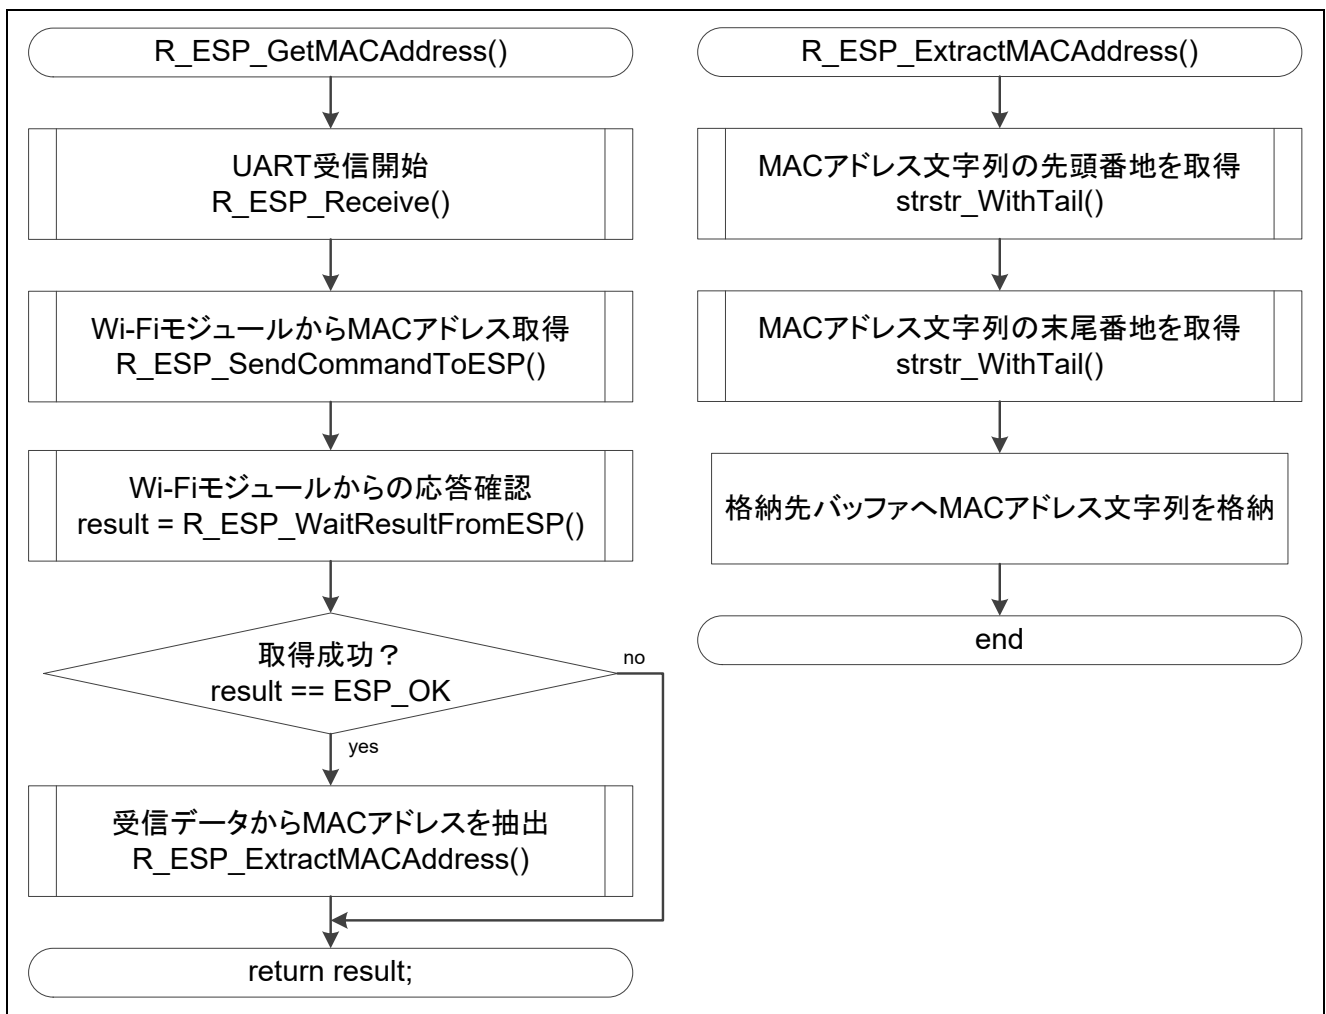 R_ESP_GetMACAddress()
UART受信開始
R_ESP_Receive()
Wi-FiモジュールからMACアドレス取得
R_ESP_SendCommandToESP()
Wi-Fiモジュールからの応答確認
result = R_ESP_WaitResultFromESP()
取得成功？
result == ESP_OK
no
yes
受信データからMACアドレスを抽出
R_ESP_ExtractMACAddress()
return result;
R_ESP_ExtractMACAddress()
MACアドレス文字列の先頭番地を取得
strstr_WithTail()
MACアドレス文字列の末尾番地を取得
strstr_WithTail()
格納先バッファへMACアドレス文字列を格納
end